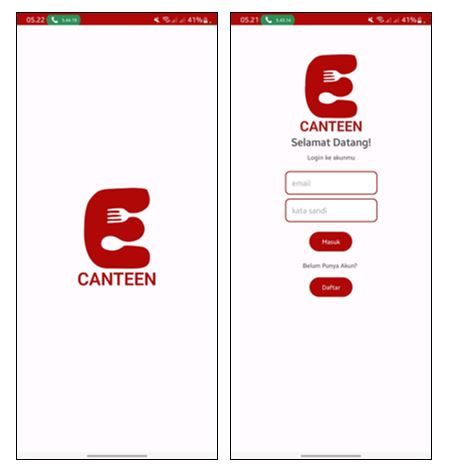 05.22 5.44.19 41%
CANTEEN
05.21 5.43.14 41%
CANTEEN
Selamat Datang!
Login ke akunmu
email
kata sandi
Masuk
Belum Punya Akun?
Daftar